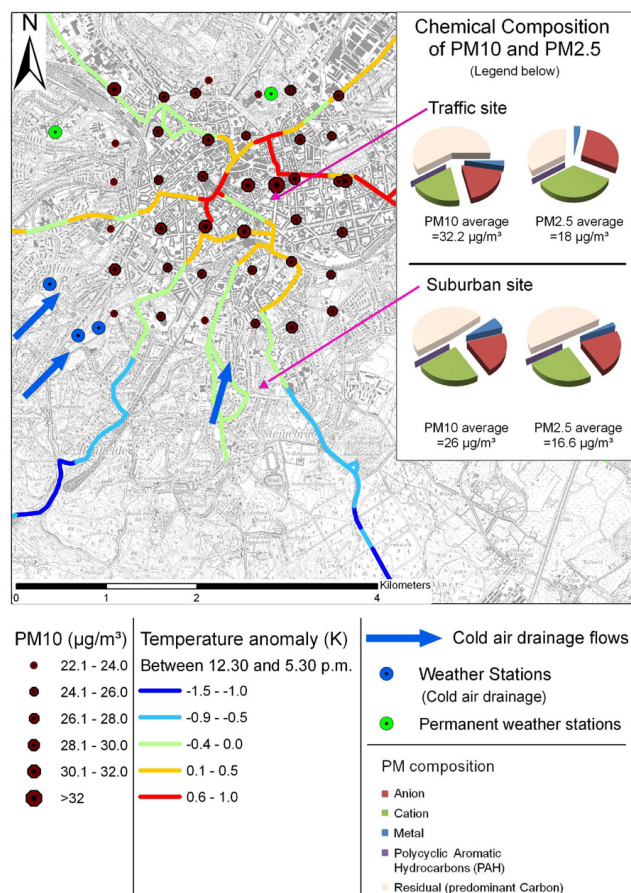 N
Chemical Composition
of PM10 and PM2.5
(Legend below)
Traffic site
PM10 average
=32.2 µg/m³
PM2.5 average
=18 µg/m³
Suburban site
PM10 average
=26 µg/m³
PM2.5 average
=16.6 µg/m³
Kilometers
0 1 2 4
PM10 (µg/m³)
22.1 - 24.0
24.1 - 26.0
26.1 - 28.0
28.1 - 30.0
30.1 - 32.0
>32
Temperature anomaly (K)
Between 12.30 and 5.30 p.m.
-1.5 - -1.0
-0.9 - -0.5
-0.4 - 0.0
0.1 - 0.5
0.6 - 1.0
Cold air drainage flows
Weather Stations
(Cold air drainage)
Permanent weather stations
PM composition
Anion
Cation
Metal
Polycyclic Aromatic
Hydrocarbons (PAH)
Residual (predominant Carbon)